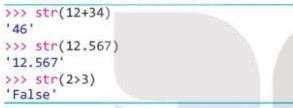 >>> str(12+34)
'46'
>>> str(12.567)
'12.567'
>>> str(2>3)
'False'